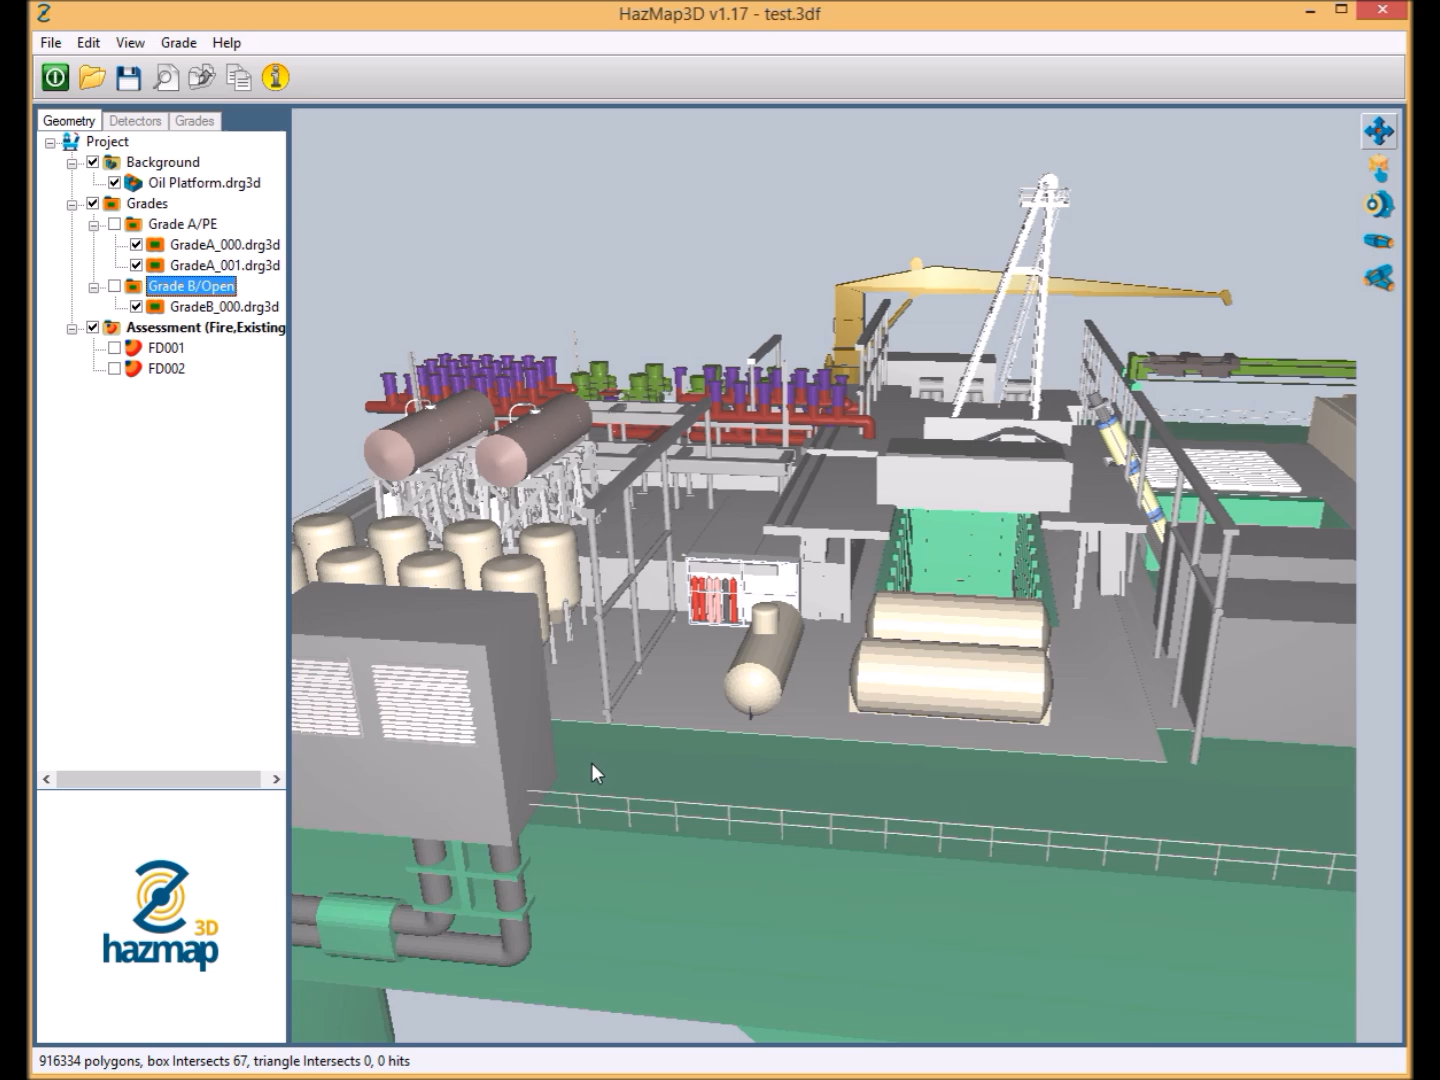 HazMap3D v1.17 - test.3df
File Edit View Grade Help
Geometry Detectors Grades
Project
Background
Oil Platform.drg3d
Grades
Grade A/PE
GradeA_000.drg3d
GradeA_001.drg3d
Grade B/Open
GradeB_000.drg3d
Assessment (Fire,Existing
FD001
FD002
3D
hazmap
916334 polygons, box Intersects 67, triangle Intersects 0, 0 hits